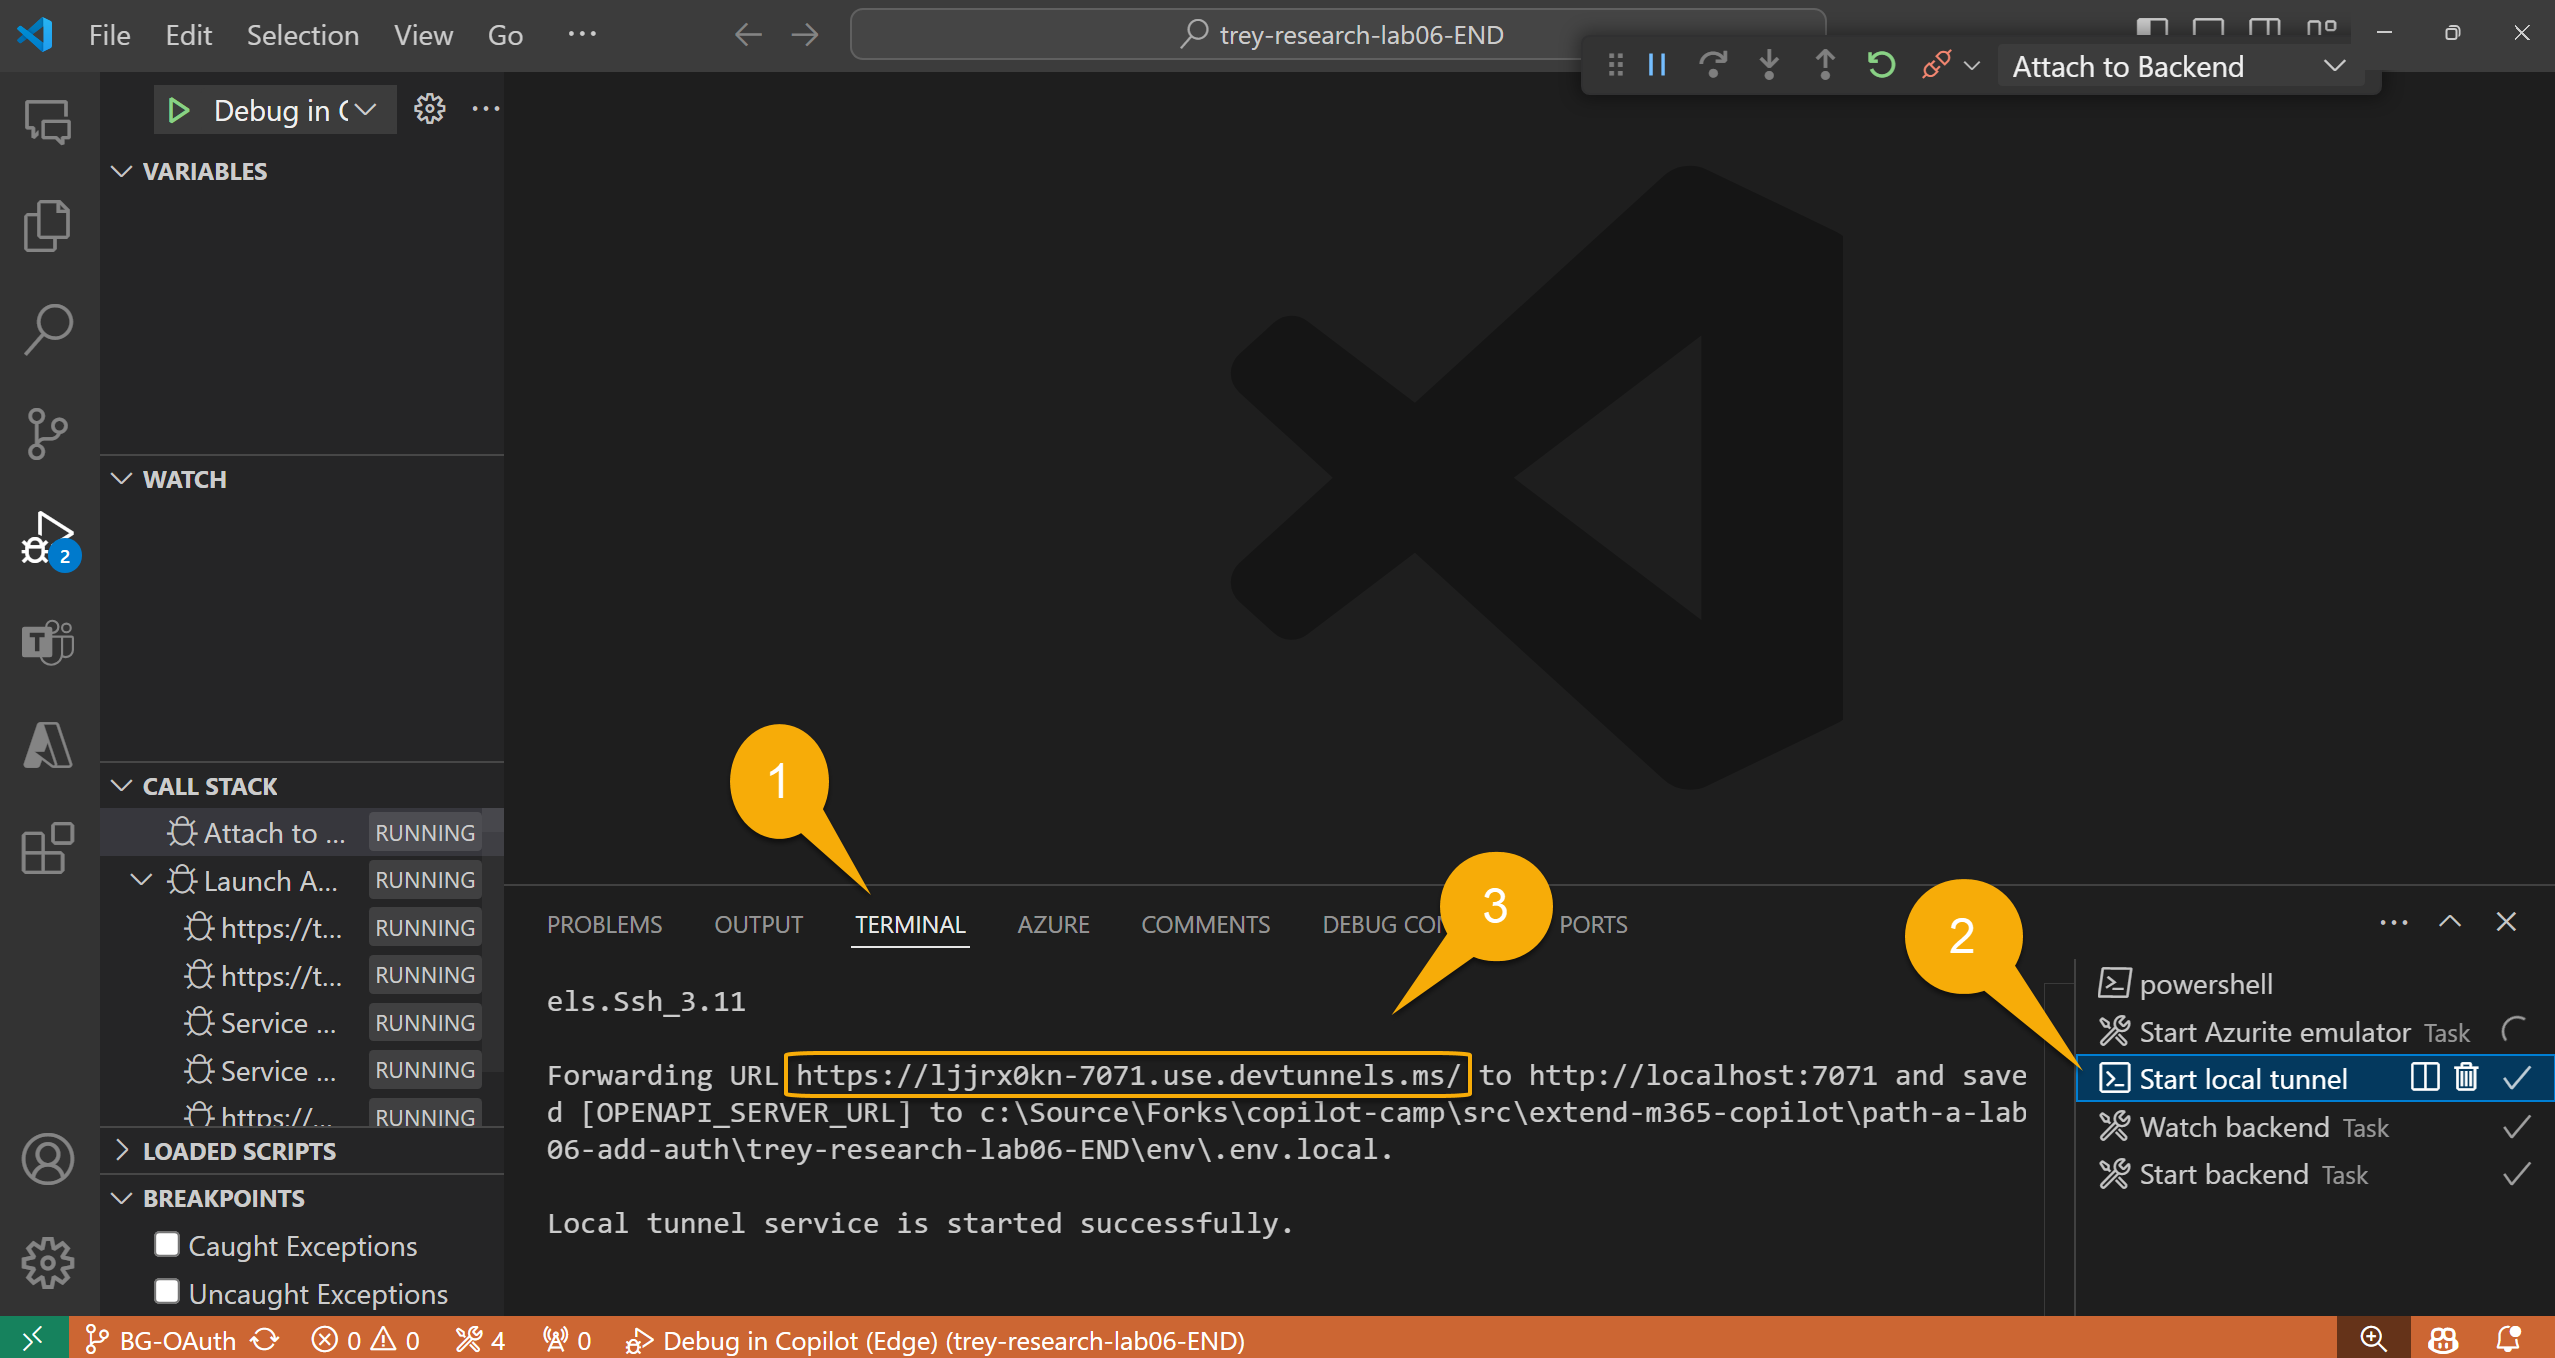 File Edit Selection View Go ···
trey-research-lab06-END
Attach to Backend
Debug in C
VARIABLES
WATCH
2
CALL STACK
Attach to ... RUNNING
Launch A... RUNNING
https://t... RUNNING
https://t... RUNNING
Service ... RUNNING
Service ... RUNNING
https://... RUNNING
LOADED SCRIPTS
BREAKPOINTS
Caught Exceptions
Uncaught Exceptions
1
3
2
PROBLEMS OUTPUT TERMINAL AZURE COMMENTS DEBUG CON PORTS
els.Ssh_3.11
Forwarding URL https://ljjrx0kn-7071.use.devtunnels.ms/ to http://localhost:7071 and save
d [OPENAPI_SERVER_URL] to c:\Source\Forks\copilot-camp\src\extend-m365-copilot\path-a-lab
06-add-auth\trey-research-lab06-END\env\.env.local.
Local tunnel service is started successfully.
powershell
Start Azurite emulator Task
Start local tunnel
Watch backend Task
Start backend Task
BG-OAuth 0 0 4 0 Debug in Copilot (Edge) (trey-research-lab06-END)